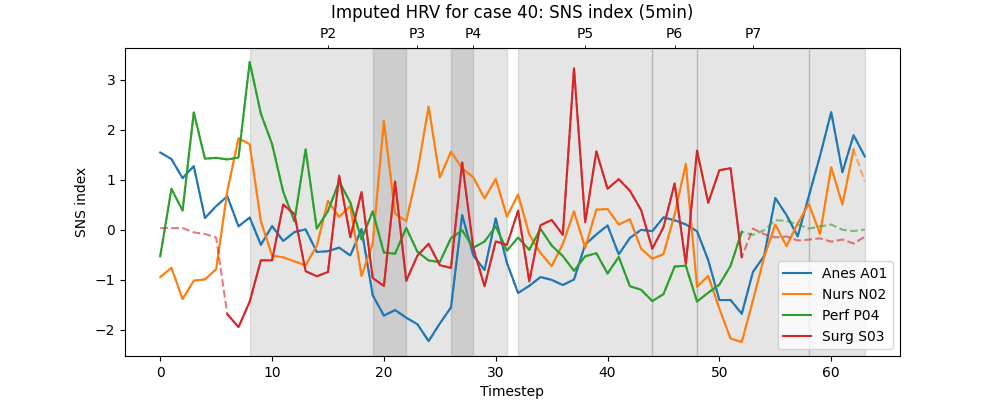 Imputed HRV for case 40: SNS index (5min)
P2 P3 P4 P5 P6 P7
SNS index
3
2
1
0
−1
−2
0 10 20 30 40 50 60
Timestep
Anes A01
Nurs N02
Perf P04
Surg S03